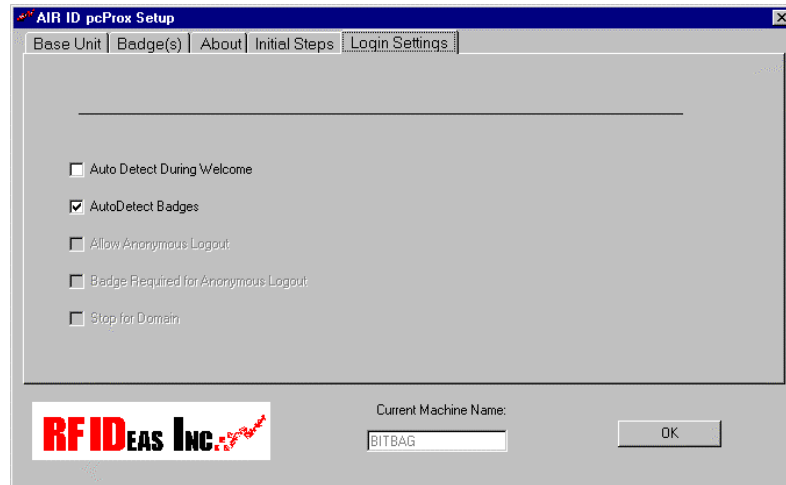 AIR ID pcProx Setup
Base Unit Badge(s) About Initial Steps Login Settings
Auto Detect During Welcome
AutoDetect Badges
Allow Anonymous Logout
Badge Required for Anonymous Logout
Stop for Domain
RF IDeas Inc.
Current Machine Name:
BITBAG
OK